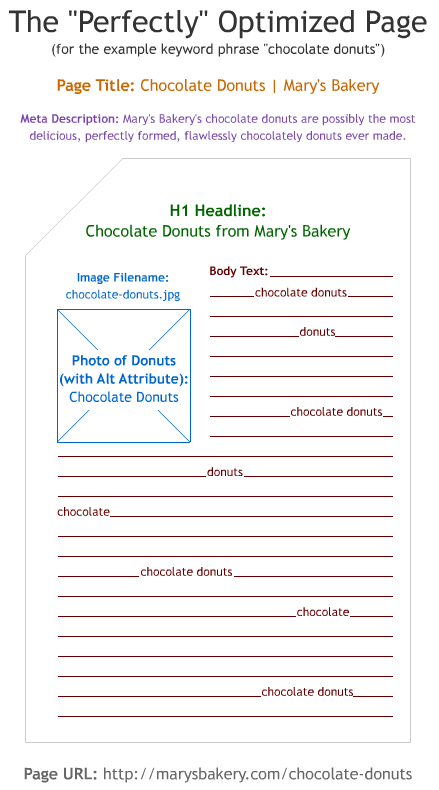 The "Perfectly" Optimized Page
(for the example keyword phrase "chocolate donuts")
Page Title: Chocolate Donuts | Mary's Bakery
Meta Description: Mary's Bakery's chocolate donuts are possibly the most
delicious, perfectly formed, flawlessly chocolately donuts ever made.
H1 Headline:
Chocolate Donuts from Mary's Bakery
Image Filename:
chocolate-donuts.jpg
Photo of Donuts
(with Alt Attribute):
Chocolate Donuts
Body Text:
chocolate donuts
donuts
chocolate donuts
donuts
chocolate
chocolate donuts
chocolate
chocolate donuts
Page URL: http://marysbakery.com/chocolate-donuts